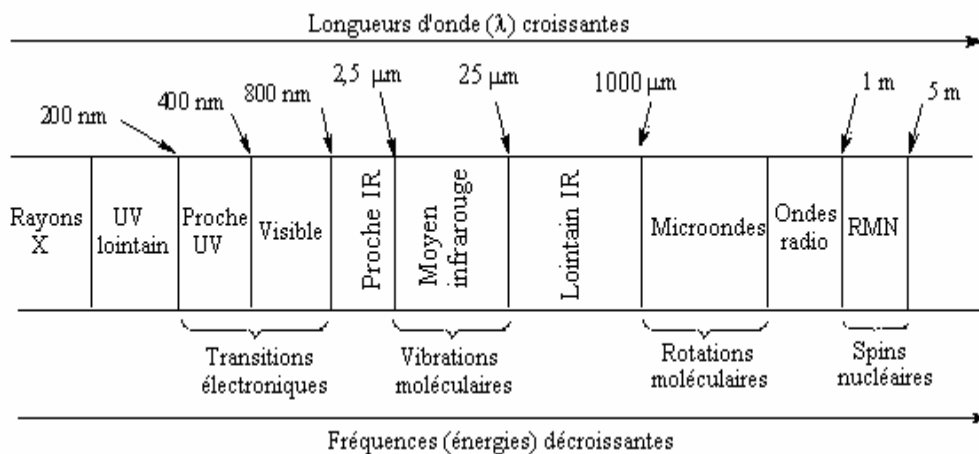 Longueurs d'onde (λ) croissantes
200 nm
400 nm
800 nm
2,5 µm
25 µm
1000 µm
1 m
5 m
Rayons
X
UV
lointain
Proche
UV
Visible
Proche IR
Moyen
infrarouge
Lointain IR
Microondes
Ondes
radio
RMN
Transitions
électroniques
Vibrations
moléculaires
Rotations
moléculaires
Spins
nucléaires
Fréquences (énergies) décroissantes